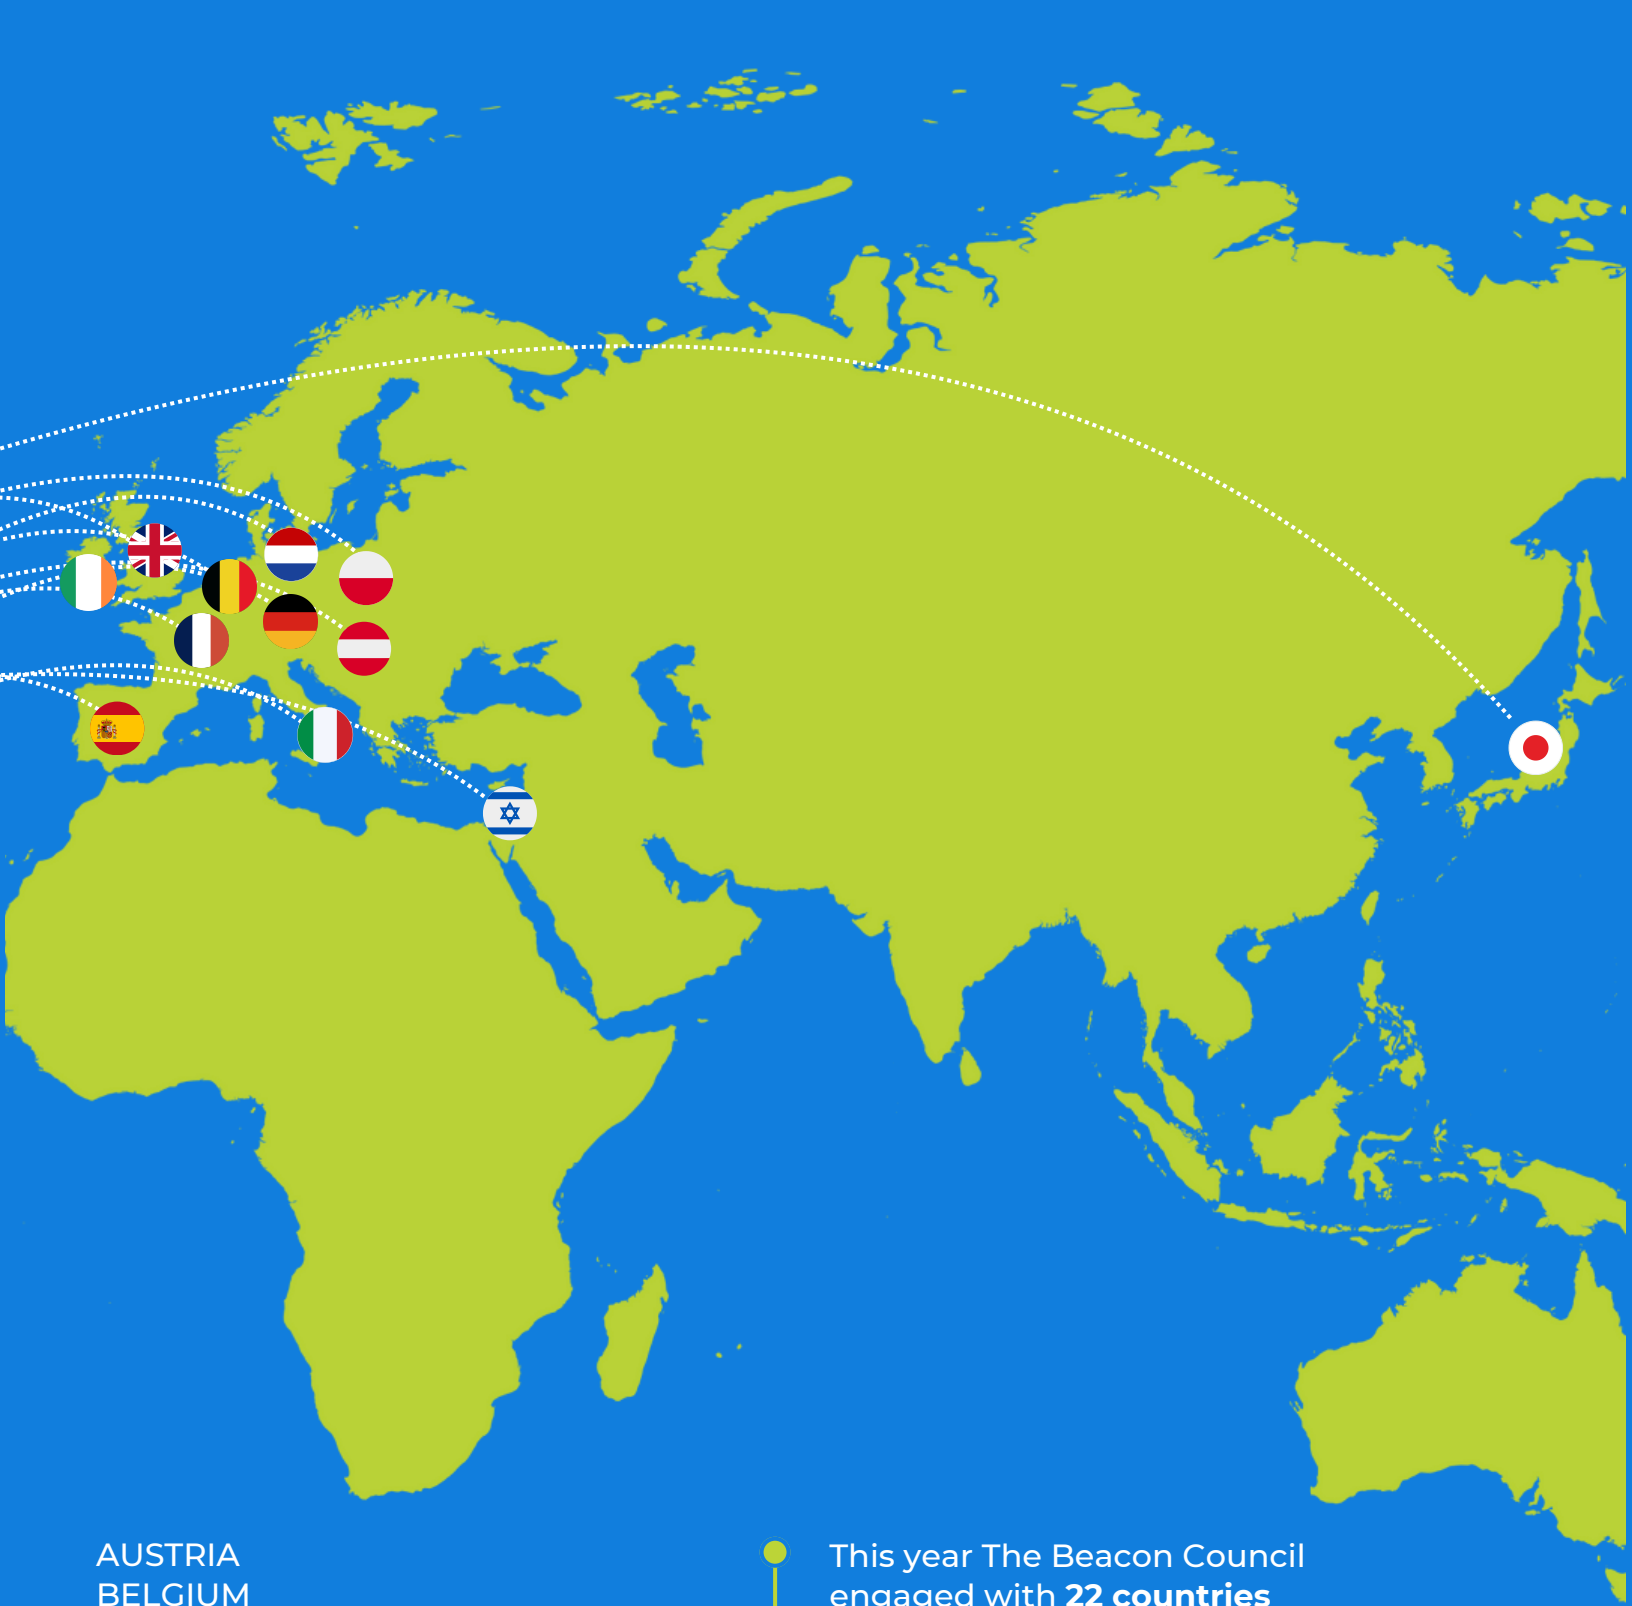 AUSTRIA
BELGIUM
This year The Beacon Council
engaged with 22 countries